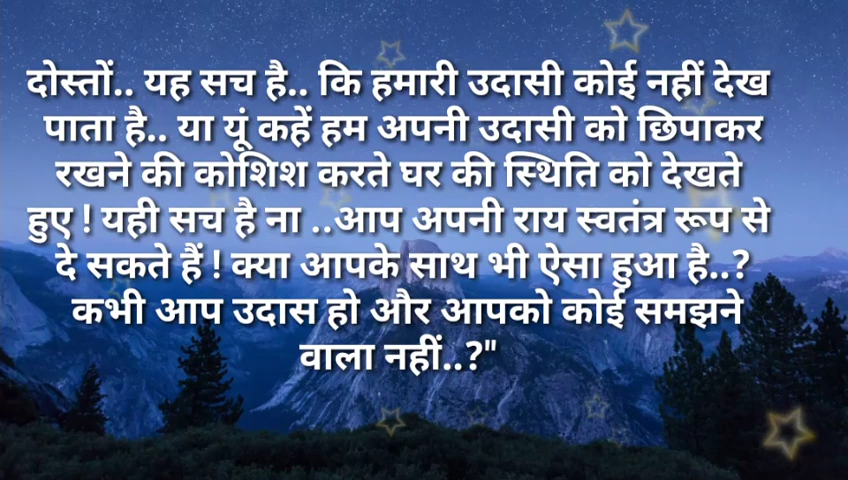 दोस्तों.. यह सच है.. कि हमारी उदासी कोई नहीं देख
पाता है.. या यूं कहें हम अपनी उदासी को छिपाकर
रखने की कोशिश करते घर की स्थिति को देखते
हुए ! यही सच है ना ..आप अपनी राय स्वतंत्र रूप से
दे सकते हैं ! क्या आपके साथ भी ऐसा हुआ है..?
कभी आप उदास हो और आपको कोई समझने
वाला नहीं..?"